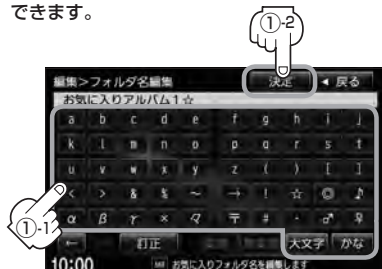 できます。
①-2
編集>フォルダ名編集 決定 ◀ 戻る
お気に入りアルバム1☆
a b c d e f g h i j
k l m n o p q r s t
u v w x y z ( ) [ ]
< > & % ~ → ! ☆ ◎ ♪
①-1
α β γ × 〒 # ・ ♂ ♀
← 訂正 大文字 かな
10:00 お気に入りフォルダ名を編集します